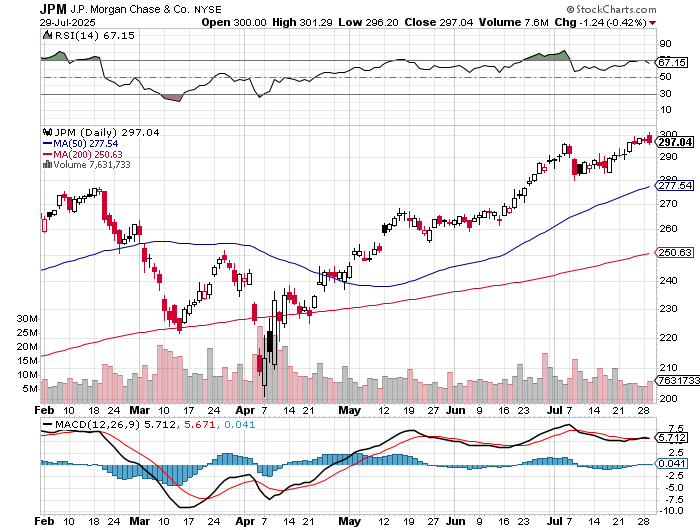 JPM J.P. Morgan Chase & Co. NYSE © StockCharts.com
29-Jul-2025 Open 300.00 High 301.29 Low 296.20 Close 297.04 Volume 7.6M Chg -1.24 (-0.42%)
RSI(14) 67.15
90
70
67.15
50
30
10
JPM (Daily) 297.04
MA(50) 277.54
MA(200) 250.63
Volume 7,631,733
300
297.04
290
280
277.54
270
260
250.63
240
230
220
210
200
7631733
30M
25M
20M
15M
10M
5M
Feb 10 18 24 Mar 10 17 24 Apr 7 14 21 May 12 19 27 Jun 9 16 23 Jul 7 14 21 28
MACD(12,26,9) 5.712, 5.671, 0.041
7.5
5.712
2.5
0.041
-2.5
-5.0
-7.5
-10.0
Feb 10 18 24 Mar 10 17 24 Apr 7 14 21 May 12 19 27 Jun 9 16 23 Jul 7 14 21 28